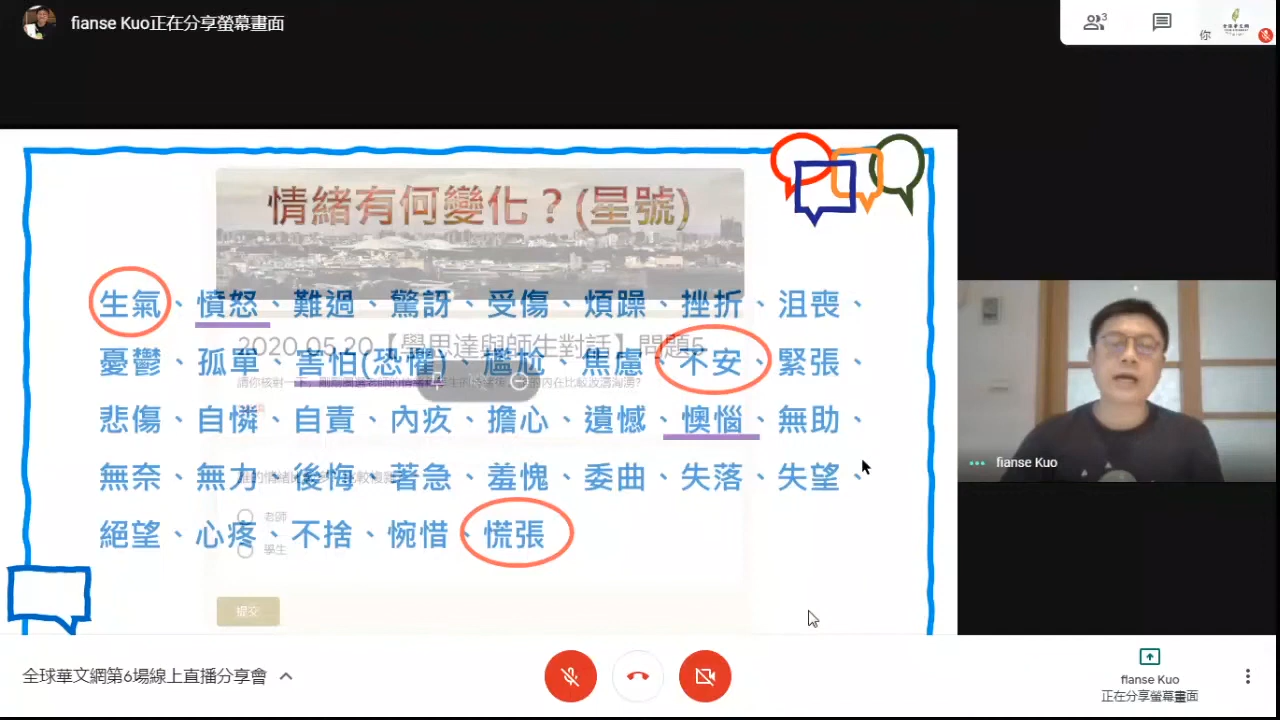 fianse Kuo正在分享螢幕畫面
3
你
情緒有何變化？(星號)
生氣、憤怒、難過、驚訝、受傷、煩躁、挫折、沮喪、
2020.05.20【學思達與師生對話】問題5
憂鬱、孤單、害怕(恐懼)、尷尬、焦慮、不安、緊張、
悲傷、自憐、自責、內疚、擔心、遺憾、懊惱、無助、
無奈、無力、後悔、著急、羞愧、委曲、失落、失望、
老師
絕望、心疼、不捨、惋惜、慌張
學生
提交
fianse Kuo
全球華文網第6場線上直播分享會
fianse Kuo
正在分享螢幕畫面